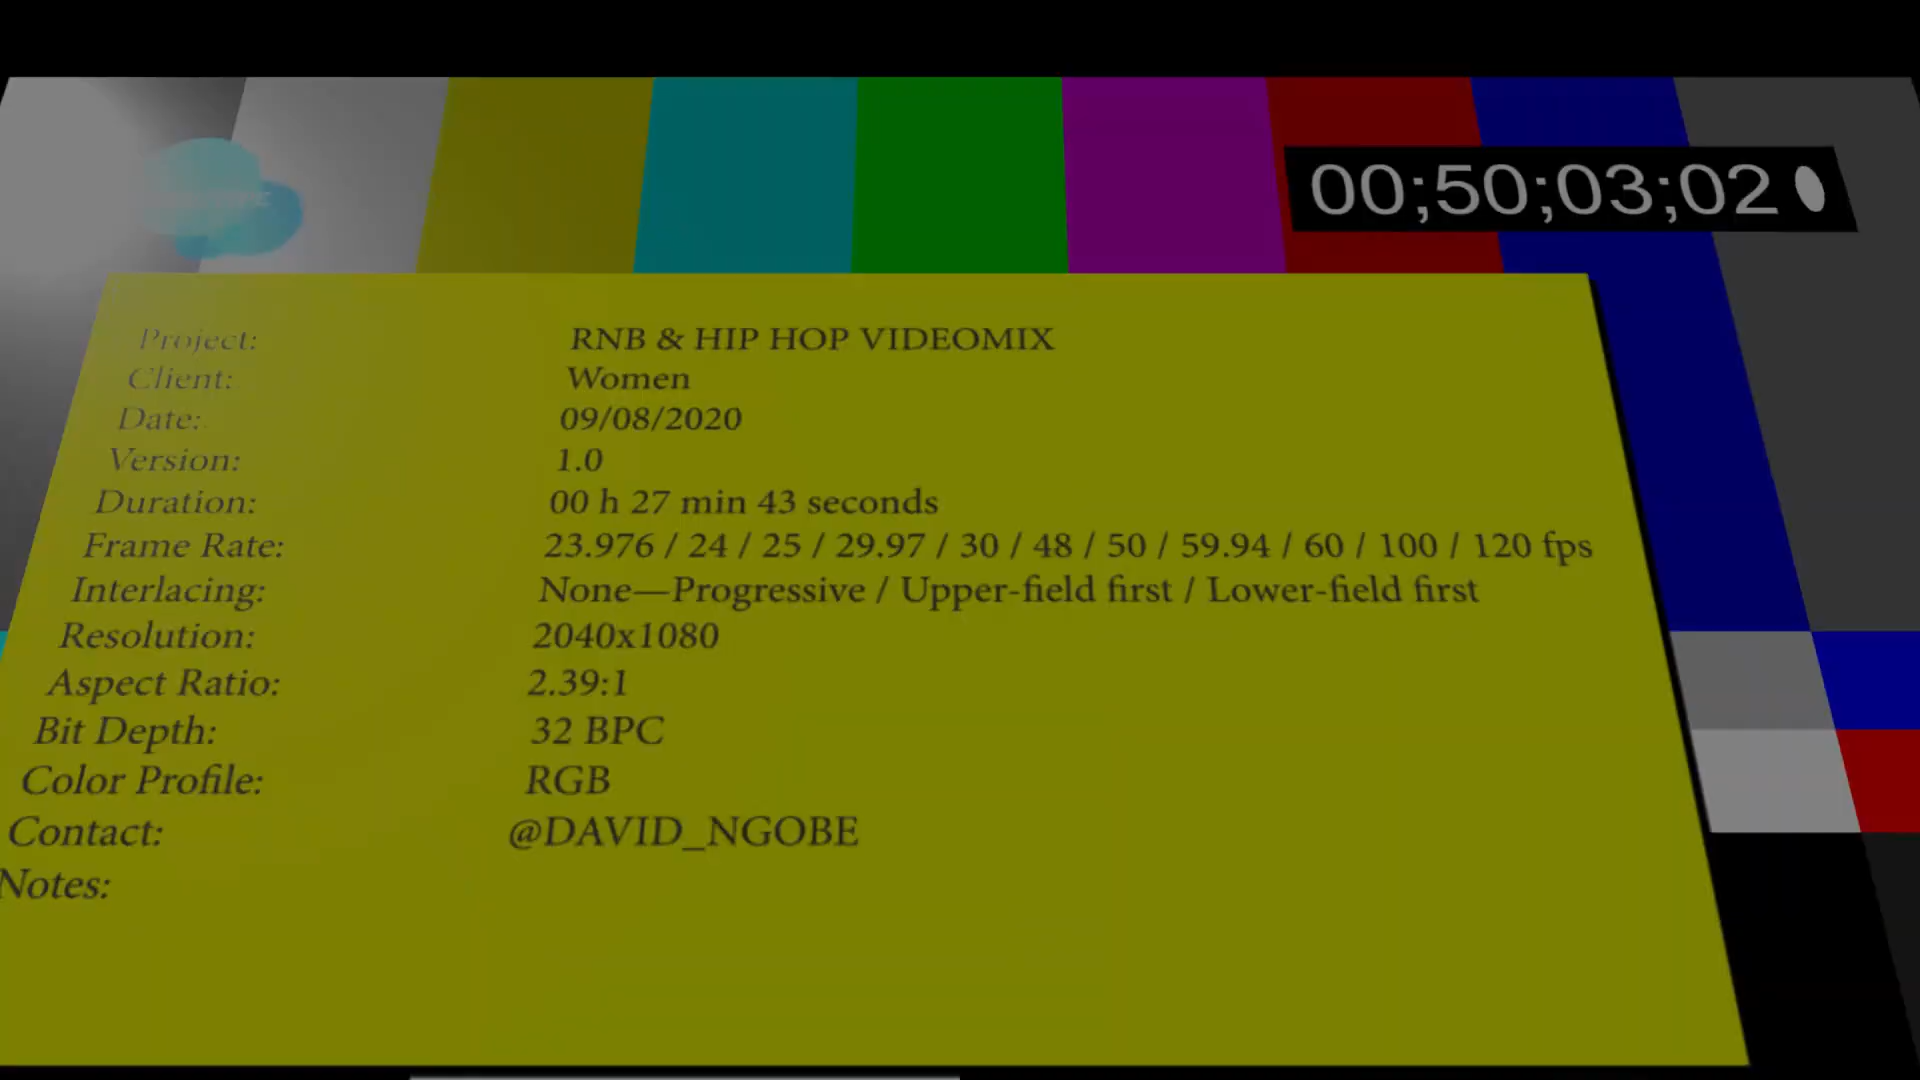 00;50;03;02
Project: RNB & HIP HOP VIDEOMIX
Client: Women
Date: 09/08/2020
Version: 1.0
Duration: 00 h 27 min 43 seconds
Frame Rate: 23.976 / 24 / 25 / 29.97 / 30 / 48 / 50 / 59.94 / 60 / 100 / 120 fps
Interlacing: None—Progressive / Upper-field first / Lower-field first
Resolution: 2040x1080
Aspect Ratio: 2.39:1
Bit Depth: 32 BPC
Color Profile: RGB
Contact: @DAVID_NGOBE
Notes: